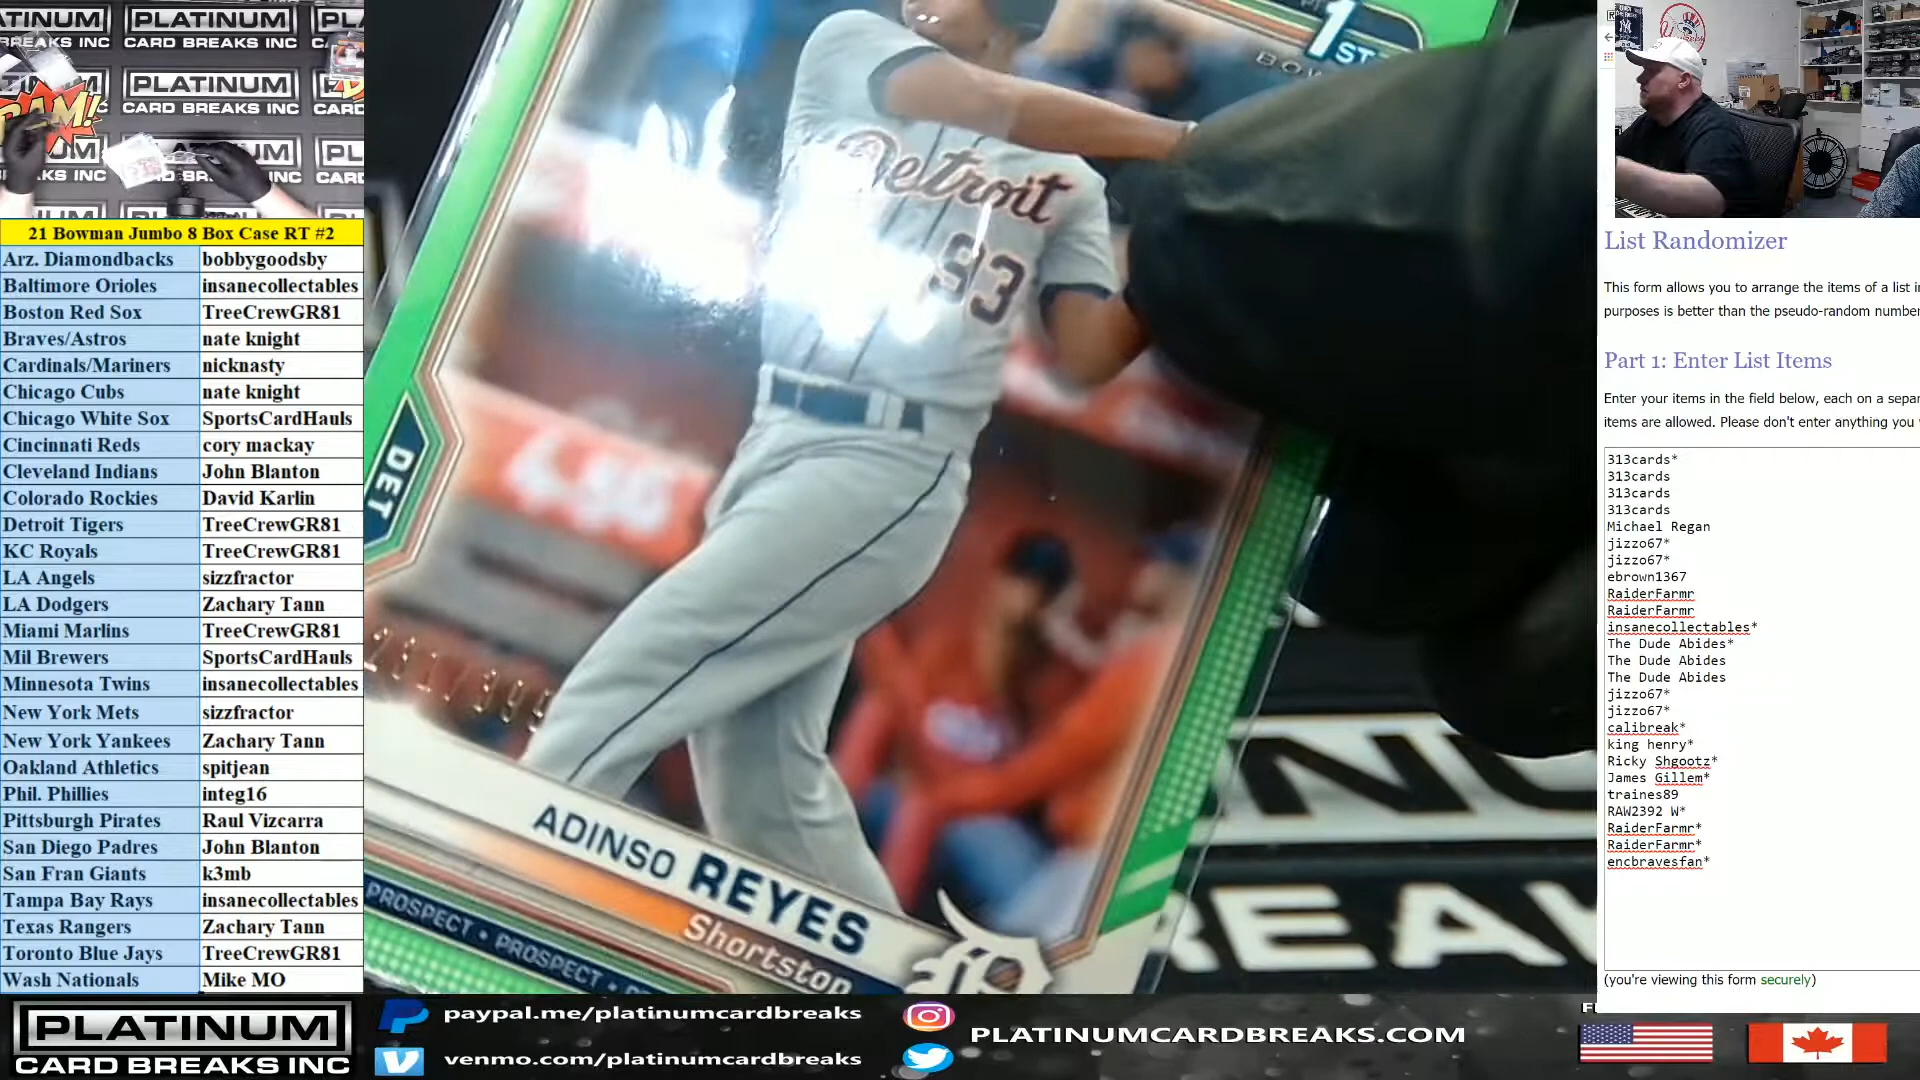 PLATINUM
CARD BREAKS INC
21 Bowman Jumbo 8 Box Case RT #2
Arz. Diamondbacks bobbygoodsby
Baltimore Orioles insanecollectables
Boston Red Sox TreeCrewGR81
Braves/Astros nate knight
Cardinals/Mariners nicknasty
Chicago Cubs nate knight
Chicago White Sox SportsCardHauls
Cincinnati Reds cory mackay
Cleveland Indians John Blanton
Colorado Rockies David Karlin
Detroit Tigers TreeCrewGR81
KC Royals TreeCrewGR81
LA Angels sizzfractor
LA Dodgers Zachary Tann
Miami Marlins TreeCrewGR81
Mil Brewers SportsCardHauls
Minnesota Twins insanecollectables
New York Mets sizzfractor
New York Yankees Zachary Tann
Oakland Athletics spitjean
Phil. Phillies integ16
Pittsburgh Pirates Raul Vizcarra
San Diego Padres John Blanton
San Fran Giants k3mb
Tampa Bay Rays insanecollectables
Texas Rangers Zachary Tann
Toronto Blue Jays TreeCrewGR81
Wash Nationals Mike MO
1ST
Detroit
93
DET
ADINSO REYES
Shortstop
PROSPECT • PROSPECT
List Randomizer
This form allows you to arrange the items of a list
purposes is better than the pseudo-random number
Part 1: Enter List Items
Enter your items in the field below, each on a
items are allowed. Please don't enter anything you
313cards*
313cards
313cards
313cards
Michael Regan
jizzo67*
jizzo67*
ebrown1367
RaiderFarmr
RaiderFarmr
insanecollectables*
The Dude Abides*
The Dude Abides
The Dude Abides
jizzo67*
jizzo67*
calibreak*
king henry*
Ricky Shgootz*
James Gillem*
traines89
RAW2392 W*
RaiderFarmr*
RaiderFarmr*
encbravesfan*
(you're viewing this form securely)
PLATINUM
CARD BREAKS INC
paypal.me/platinumcardbreaks
venmo.com/platinumcardbreaks
PLATINUMCARDBREAKS.COM